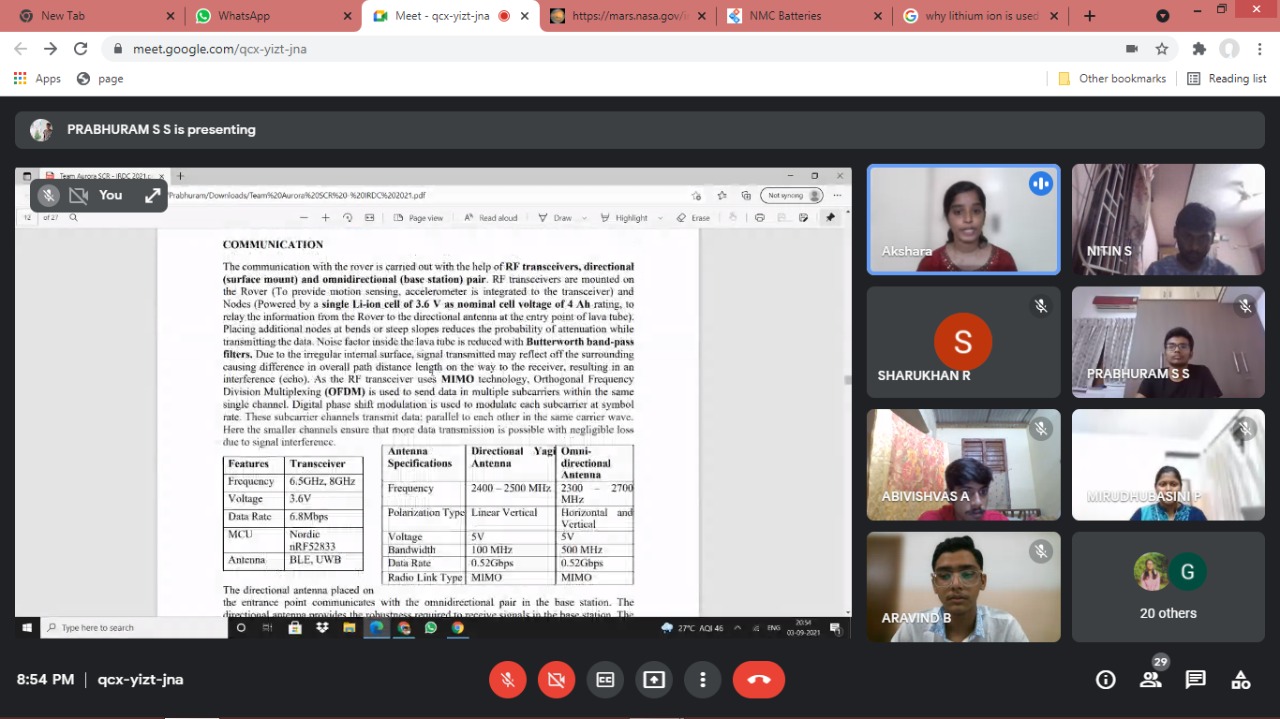 New Tab
WhatsApp
Meet - qcx-yizt-jna
https://mars.nasa.gov/
NMC Batteries
why lithium ion is used
meet.google.com/qcx-yizt-jna
Apps
page
Other bookmarks
Reading list
PRABHURAM S S is presenting
Team Aurora SCR - IRDC 2021
You
Prabhuram/Downloads/Team%20Aurora%20SCR%20-%20IRDC%202021.pdf
Not syncing
12 of 27
Page view
Read aloud
Draw
Highlight
Erase
COMMUNICATION
The communication with the rover is carried out with the help of RF transceivers, directional
(surface mount) and omnidirectional (base station) pair. RF transceivers are mounted on
the Rover (To provide motion sensing, accelerometer is integrated to the transceiver) and
Nodes (Powered by a single Li-ion cell of 3.6 V as nominal cell voltage of 4 Ah rating, to
relay the information from the Rover to the directional antenna at the entry point of lava tube).
Placing additional nodes at bends or steep slopes reduces the probability of attenuation while
transmitting the data. Noise factor inside the lava tube is reduced with Butterworth band-pass
filters. Due to the irregular internal surface, signal transmitted may reflect off the surrounding
causing difference in overall path distance length on the way to the receiver, resulting in an
interference (echo). As the RF transceiver uses MIMO technology, Orthogonal Frequency
Division Multiplexing (OFDM) is used to send data in multiple subcarriers within the same
single channel. Digital phase shift modulation is used to modulate each subcarrier at symbol
rate. These subcarrier channels transmit data; parallel to each other in the same carrier wave.
Here the smaller channels ensure that more data transmission is possible with negligible loss
due to signal interference.
Features Transceiver
Frequency 6.5GHz, 8GHz
Voltage 3.6V
Data Rate 6.8Mbps
MCU Nordic
nRF52833
Antenna BLE, UWB
Antenna Directional Yagi Omni-
Specifications Antenna directional
Antenna
Frequency 2400 – 2500 MHz 2300 – 2700
MHz
Polarization Type Linear Vertical Horizontal and
Vertical
Voltage 5V 5V
Bandwidth 100 MHz 500 MHz
Data Rate 0.52Gbps 0.52Gbps
Radio Link Type MIMO MIMO
The directional antenna placed on
the entrance point communicates with the omnidirectional pair in the base station. The
directional antenna provides the robustness required to receive signals in the base station. The
Type here to search
27°C AQI 46
ENG
20:54
03-09-2021
Akshara
NITIN S
S
SHARUKHAN R
PRABHURAM S S
ABIVISHVAS A
MIRUDHUBASINI P
ARAVIND B
G
20 others
8:54 PM
qcx-yizt-jna
29